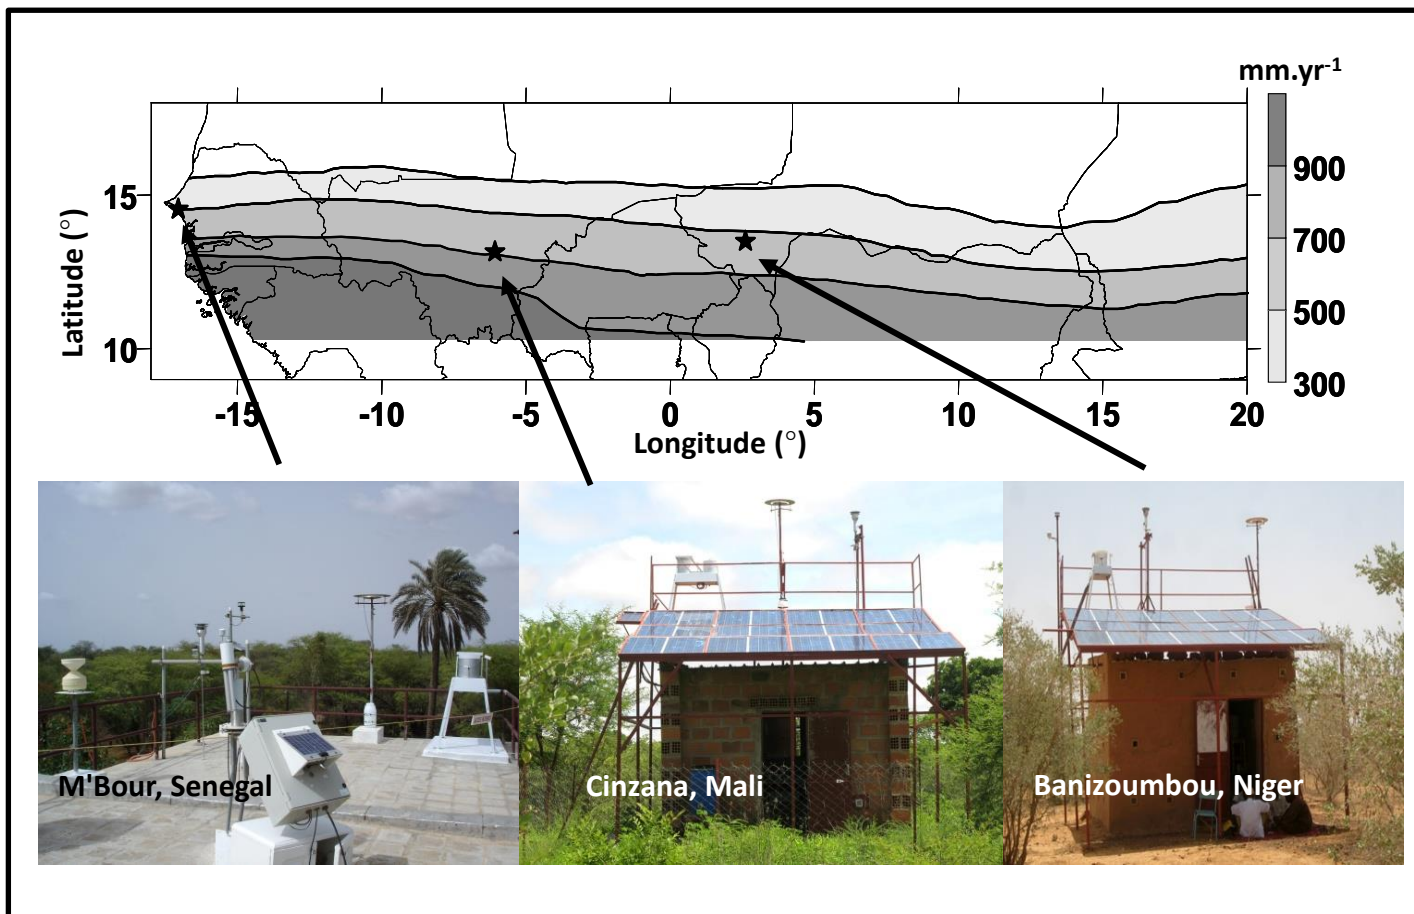 mm.yr-1
900
700
500
300
Latitude (°)
15
10
-15 -10 -5 0 5 10 15 20
Longitude (°)
M'Bour, Senegal
Cinzana, Mali
Banizoumbou, Niger